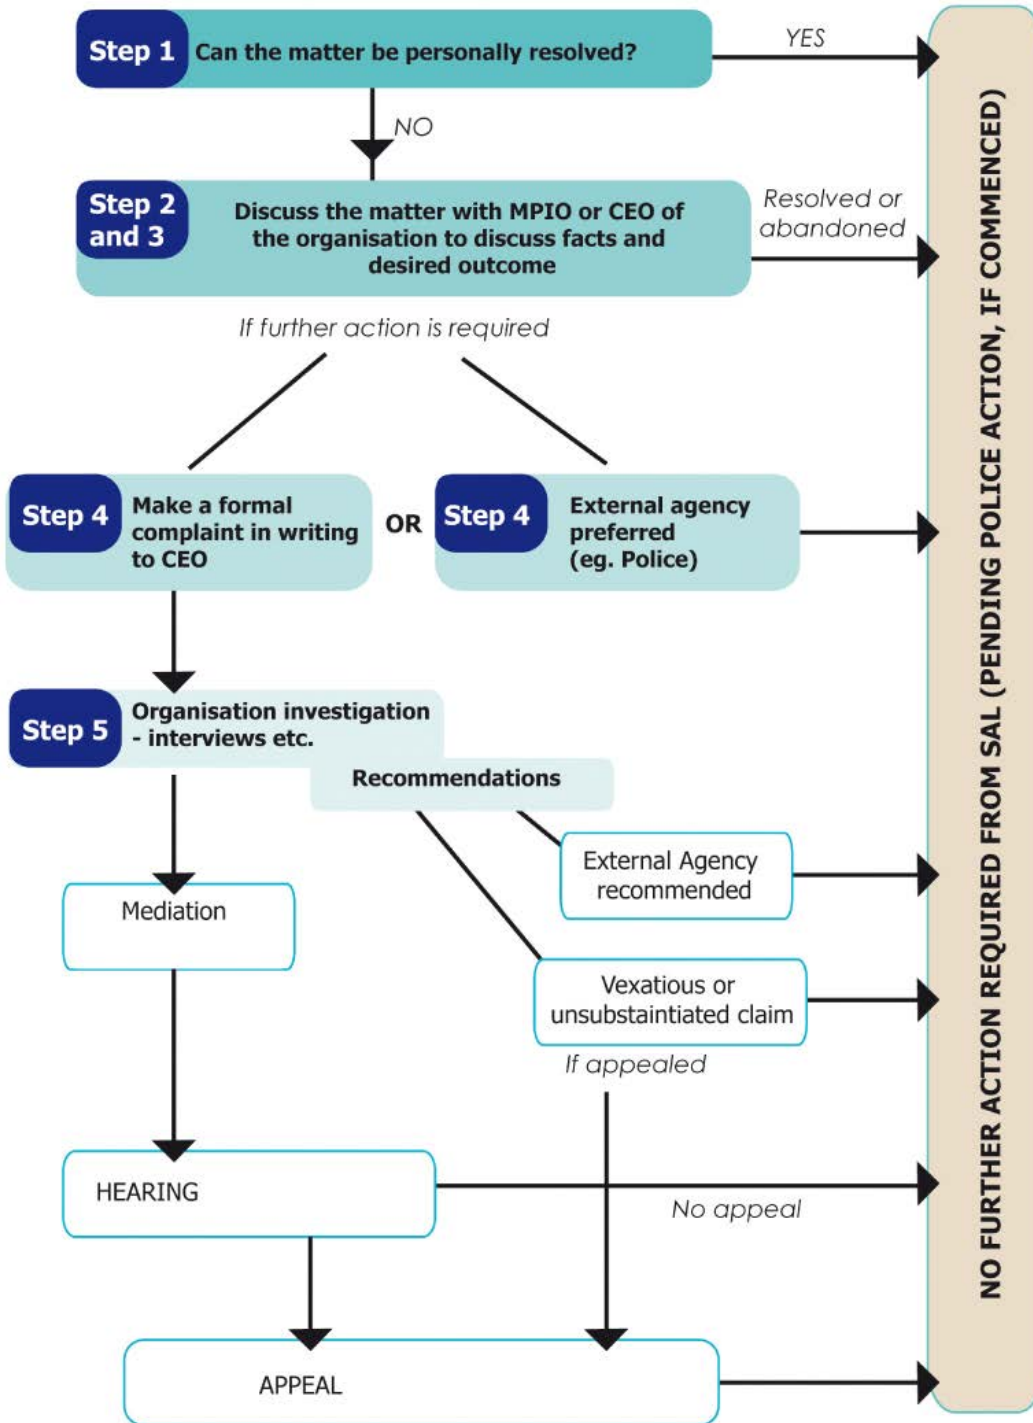 Step 1
Can the matter be personally resolved?
YES
NO
Step 2
and 3
Discuss the matter with MPIO or CEO of
the organisation to discuss facts and
desired outcome
Resolved or
abandoned
If further action is required
Step 4
Make a formal
complaint in writing
to CEO
OR
Step 4
External agency
preferred
(eg. Police)
Step 5
Organisation investigation
- interviews etc.
Recommendations
External Agency
recommended
Mediation
Vexatious or
unsubstaintiated claim
If appealed
HEARING
No appeal
APPEAL
NO FURTHER ACTION REQUIRED FROM SAL (PENDING POLICE ACTION, IF COMMENCED)